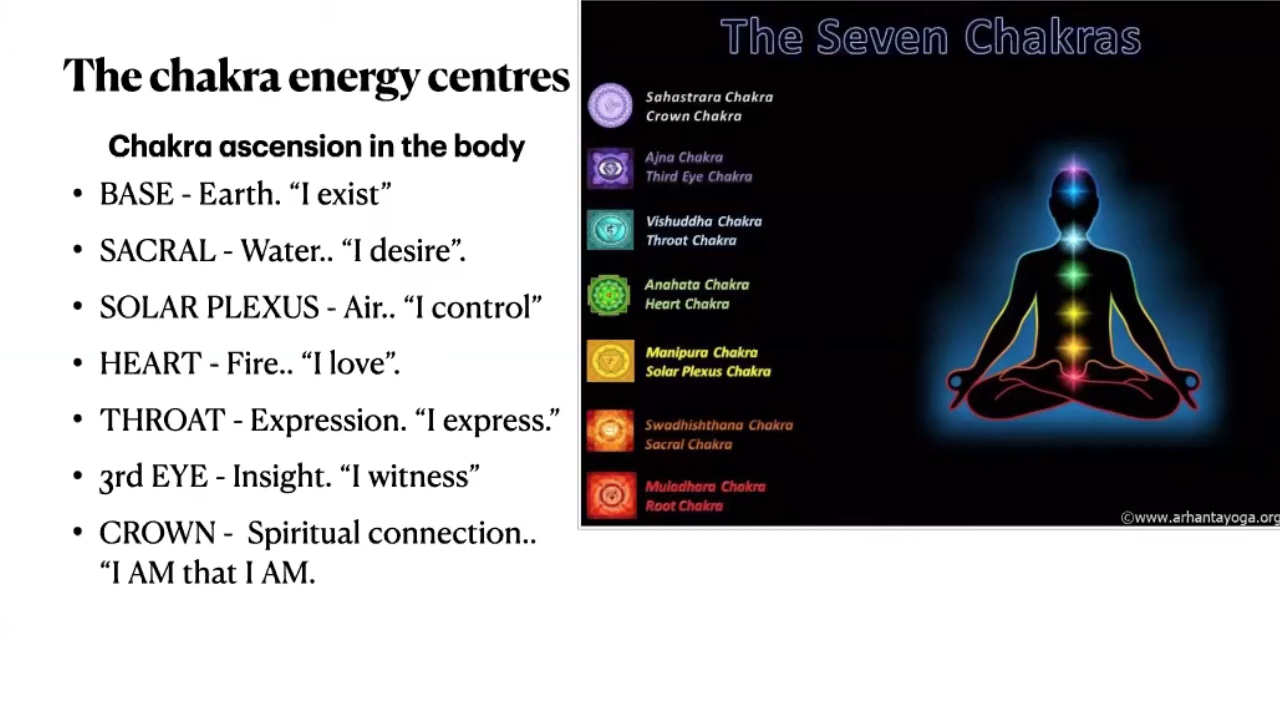 The chakra energy centres
Chakra ascension in the body
• BASE - Earth. “I exist”
• SACRAL - Water.. “I desire”.
• SOLAR PLEXUS - Air.. “I control”
• HEART - Fire.. “I love”.
• THROAT - Expression. “I express.”
• 3rd EYE - Insight. “I witness”
• CROWN - Spiritual connection..
“I AM that I AM.
The Seven Chakras
Sahastrara Chakra
Crown Chakra
Ajna Chakra
Third Eye Chakra
Vishuddha Chakra
Throat Chakra
Anahata Chakra
Heart Chakra
Manipura Chakra
Solar Plexus Chakra
Swadhishthana Chakra
Sacral Chakra
Muladhara Chakra
Root Chakra
©www.arhantayoga.org